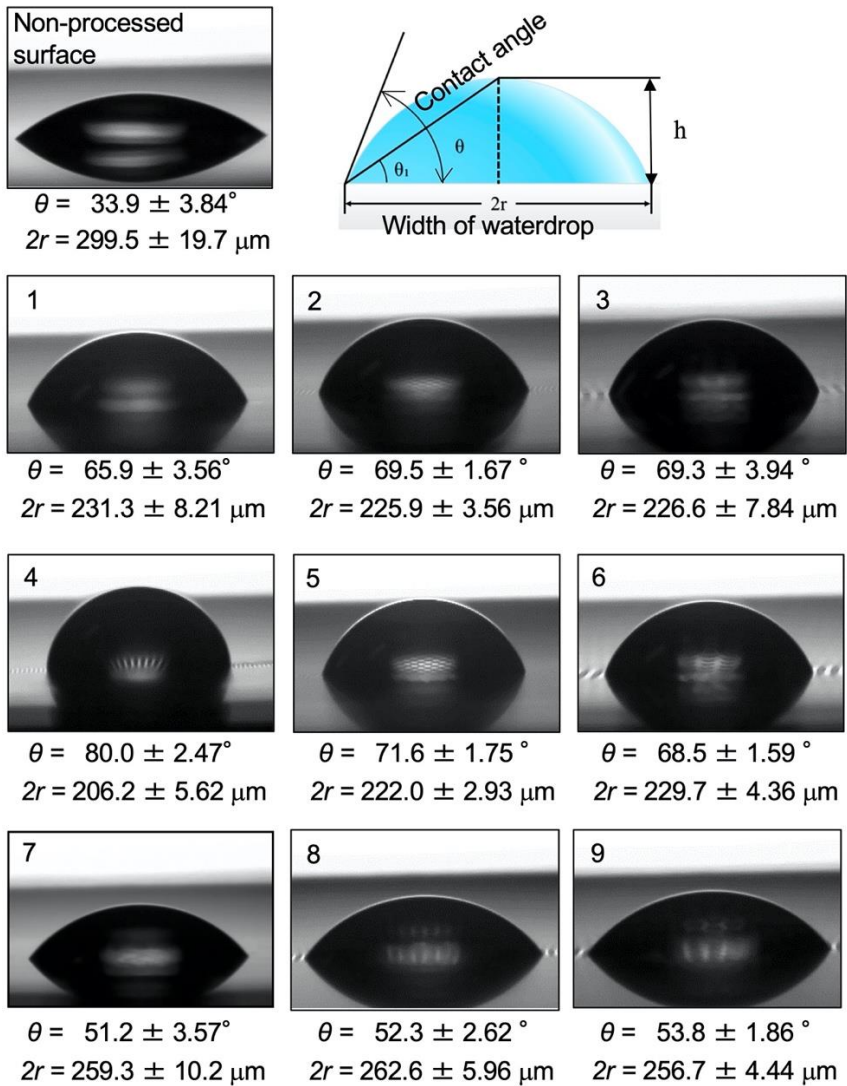 Non-processed
surface
θ = 33.9 ± 3.84°
2r = 299.5 ± 19.7 μm
Contact angle
θ
θ₁
h
2r
Width of waterdrop
1
θ = 65.9 ± 3.56°
2r = 231.3 ± 8.21 μm
2
θ = 69.5 ± 1.67 °
2r = 225.9 ± 3.56 μm
3
θ = 69.3 ± 3.94 °
2r = 226.6 ± 7.84 μm
4
θ = 80.0 ± 2.47°
2r = 206.2 ± 5.62 μm
5
θ = 71.6 ± 1.75 °
2r = 222.0 ± 2.93 μm
6
θ = 68.5 ± 1.59 °
2r = 229.7 ± 4.36 μm
7
θ = 51.2 ± 3.57°
2r = 259.3 ± 10.2 μm
8
θ = 52.3 ± 2.62 °
2r = 262.6 ± 5.96 μm
9
θ = 53.8 ± 1.86 °
2r = 256.7 ± 4.44 μm